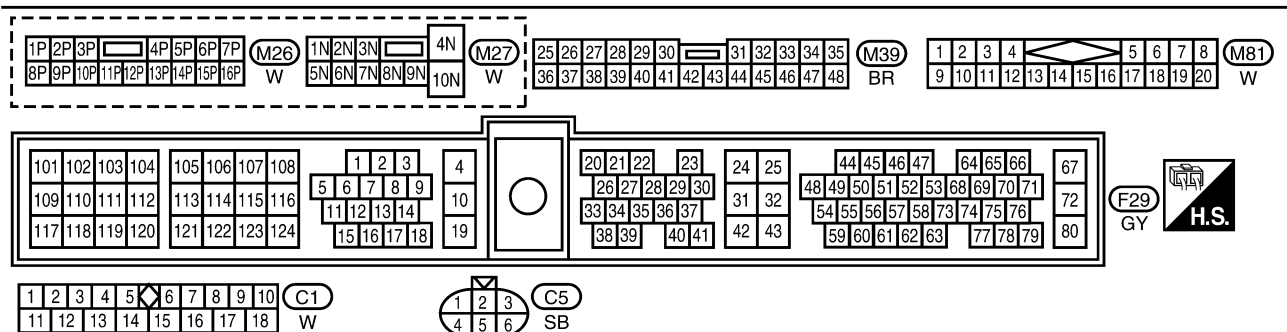 1P 2P 3P 4P 5P 6P 7P M26
8P 9P 10P 11P 12P 13P 14P 15P 16P W
1N 2N 3N 4N M27
5N 6N 7N 8N 9N 10N W
25 26 27 28 29 30 31 32 33 34 35 M39
36 37 38 39 40 41 42 43 44 45 46 47 48 BR
1 2 3 4 5 6 7 8 M81
9 10 11 12 13 14 15 16 17 18 19 20 W
101 102 103 104 105 106 107 108 1 2 3 4
109 110 111 112 113 114 115 116 5 6 7 8 9 10
11 12 13 14
117 118 119 120 121 122 123 124 15 16 17 18 19
20 21 22 23 24 25
26 27 28 29 30
33 34 35 36 37 31 32
38 39 40 41 42 43
44 45 46 47 64 65 66 67
48 49 50 51 52 53 68 69 70 71
54 55 56 57 58 73 74 75 76 72
59 60 61 62 63 77 78 79 80
F29
GY
H.S.
1 2 3 4 5 6 7 8 9 10 C1
11 12 13 14 15 16 17 18 W
1 2 3 C5
4 5 6 SB